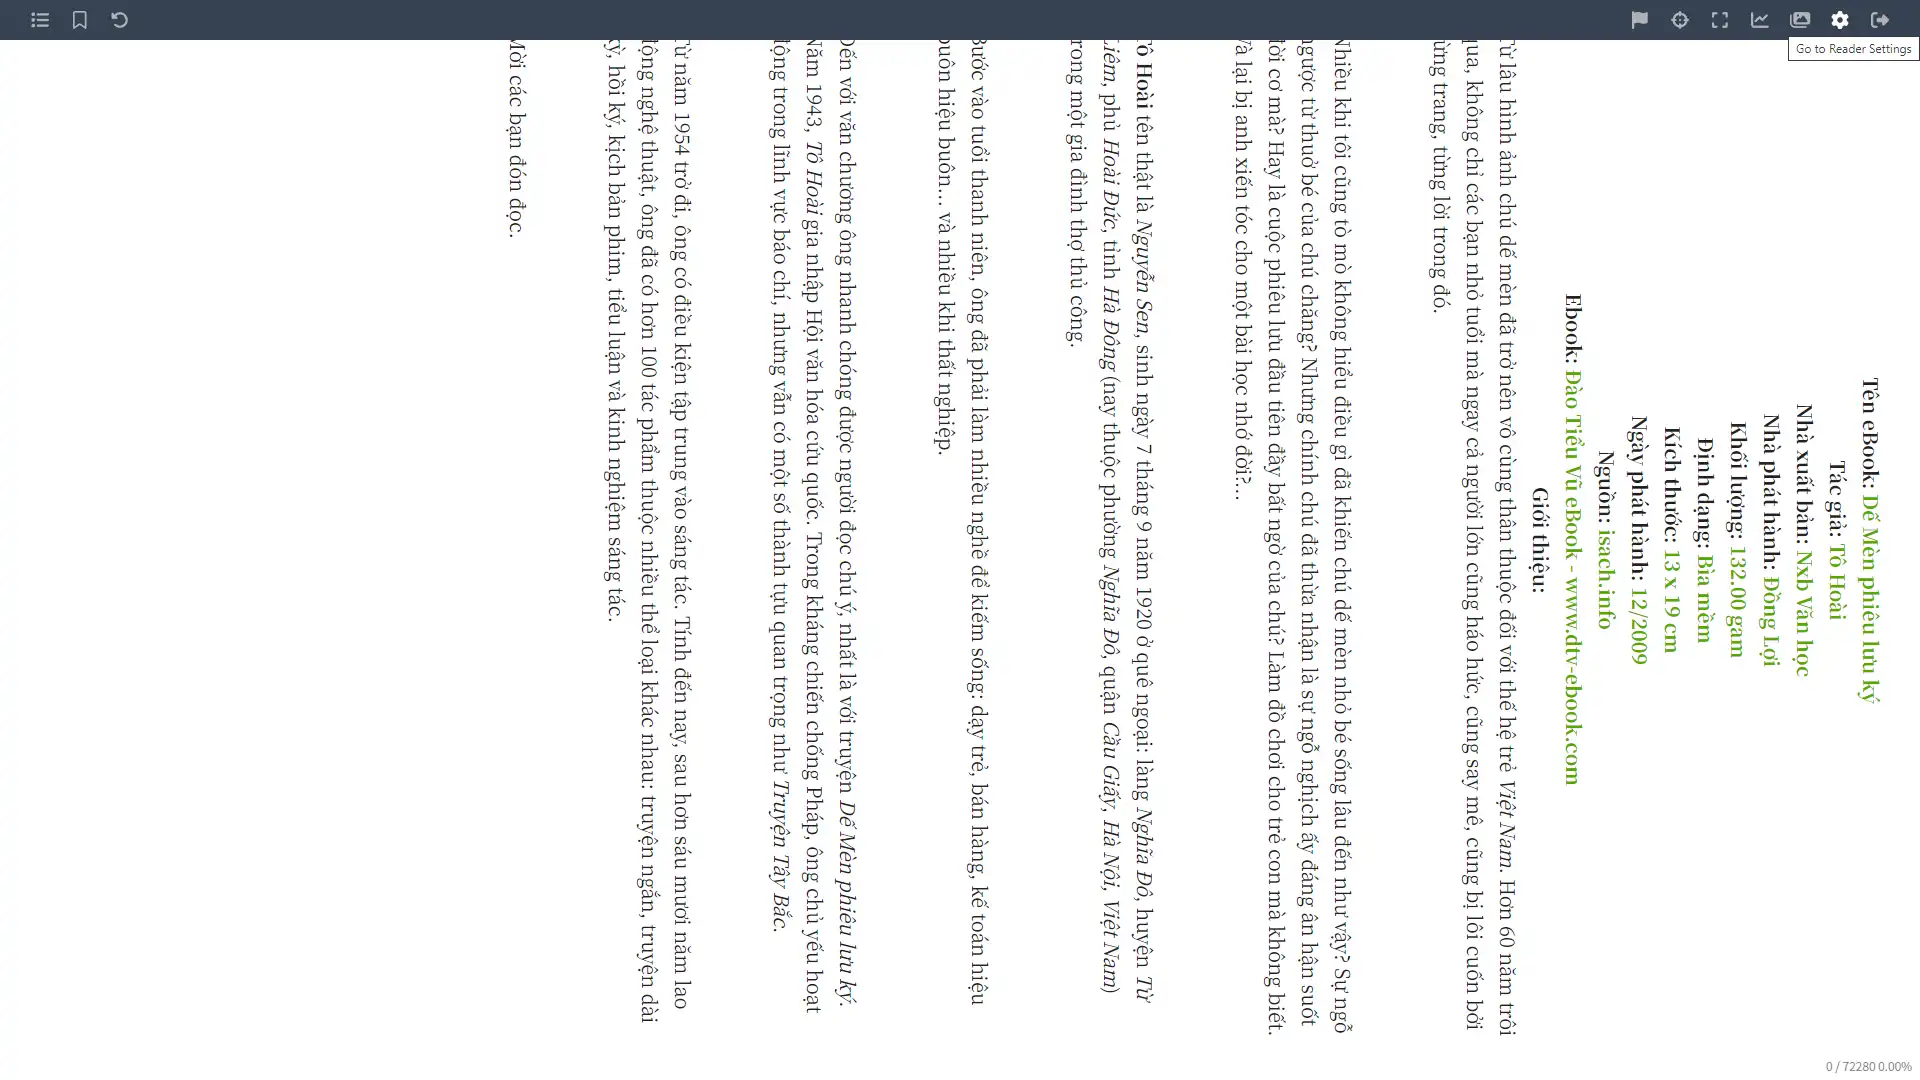 Go to Reader Settings
Tên eBook: Dế Mèn phiêu lưu ký
Tác giả: Tô Hoài
Nhà xuất bản: Nxb Văn học
Nhà phát hành: Đồng Lợi
Khối lượng: 132.00 gam
Định dạng: Bìa mềm
Kích thước: 13 x 19 cm
Ngày phát hành: 12/2009
Nguồn: isach.info
Ebook: Đào Tiểu Vũ eBook - www.dtv-ebook.com
Giới thiệu:
Từ lâu hình ảnh chú dế mèn đã trở nên vô cùng thân thuộc đối với thế hệ trẻ Việt Nam. Hơn 60 năm trôi
qua, không chỉ các bạn nhỏ tuổi mà ngay cả người lớn cũng háo hức, cũng say mê, cũng bị lôi cuốn bởi
từng trang, từng lời trong đó.
Nhiều khi tôi cũng tò mò không hiểu điều gì đã khiến chú dế mèn nhỏ bé sống lâu đến như vậy? Sự ngỗ
ngược từ thuở bé của chú chăng? Nhưng chính chú đã thừa nhận là sự ngỗ nghịch ấy đáng ân hận suốt
đời cơ mà? Hay là cuộc phiêu lưu đầu tiên đầy bất ngờ của chú? Làm đồ chơi cho trẻ con mà không biết.
Và lại bị anh xiến tóc cho một bài học nhớ đời?...
Tô Hoài tên thật là Nguyễn Sen, sinh ngày 7 tháng 9 năm 1920 ở quê ngoại: làng Nghĩa Đô, huyện Từ
Liêm, phủ Hoài Đức, tỉnh Hà Đông (nay thuộc phường Nghĩa Đô, quận Cầu Giấy, Hà Nội, Việt Nam)
trong một gia đình thợ thủ công.
Bước vào tuổi thanh niên, ông đã phải làm nhiều nghề để kiếm sống: dạy trẻ, bán hàng, kế toán hiệu
buôn hiệu buôn... và nhiều khi thất nghiệp.
Đến với văn chương ông nhanh chóng được người đọc chú ý, nhất là với truyện Dế Mèn phiêu lưu ký.
Năm 1943, Tô Hoài gia nhập Hội văn hóa cứu quốc. Trong kháng chiến chống Pháp, ông chủ yếu hoạt
động trong lĩnh vực báo chí, nhưng vẫn có một số thành tựu quan trọng như Truyện Tây Bắc.
Từ năm 1954 trở đi, ông có điều kiện tập trung vào sáng tác. Tính đến nay, sau hơn sáu mươi năm lao
động nghệ thuật, ông đã có hơn 100 tác phẩm thuộc nhiều thể loại khác nhau: truyện ngắn, truyện dài
kỳ, hồi ký, kịch bản phim, tiểu luận và kinh nghiệm sáng tác.
Mời các bạn đón đọc.
0 / 72280 0.00%